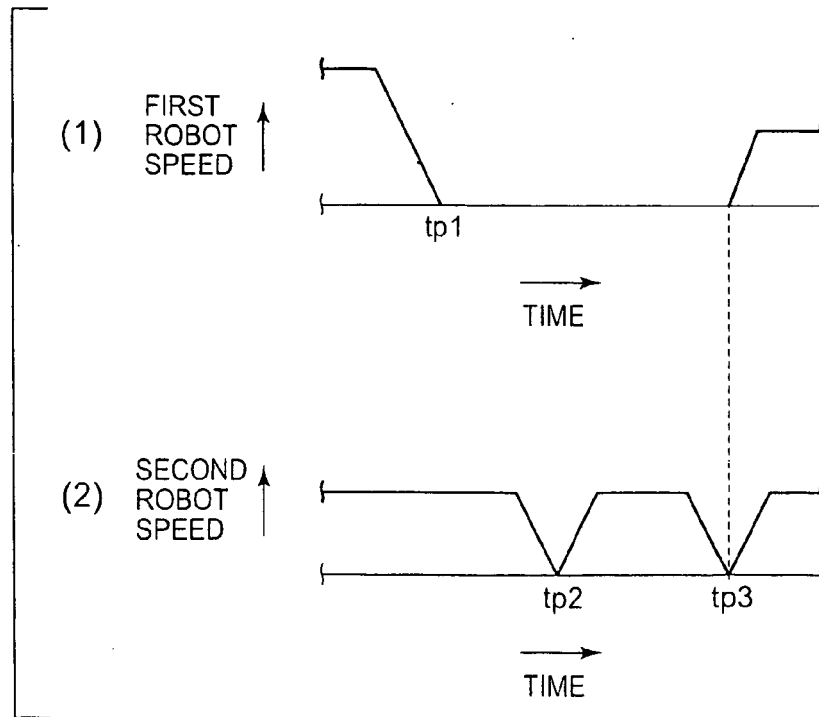 (1)
FIRST
ROBOT
SPEED
tp1
TIME
(2)
SECOND
ROBOT
SPEED
tp2
tp3
TIME